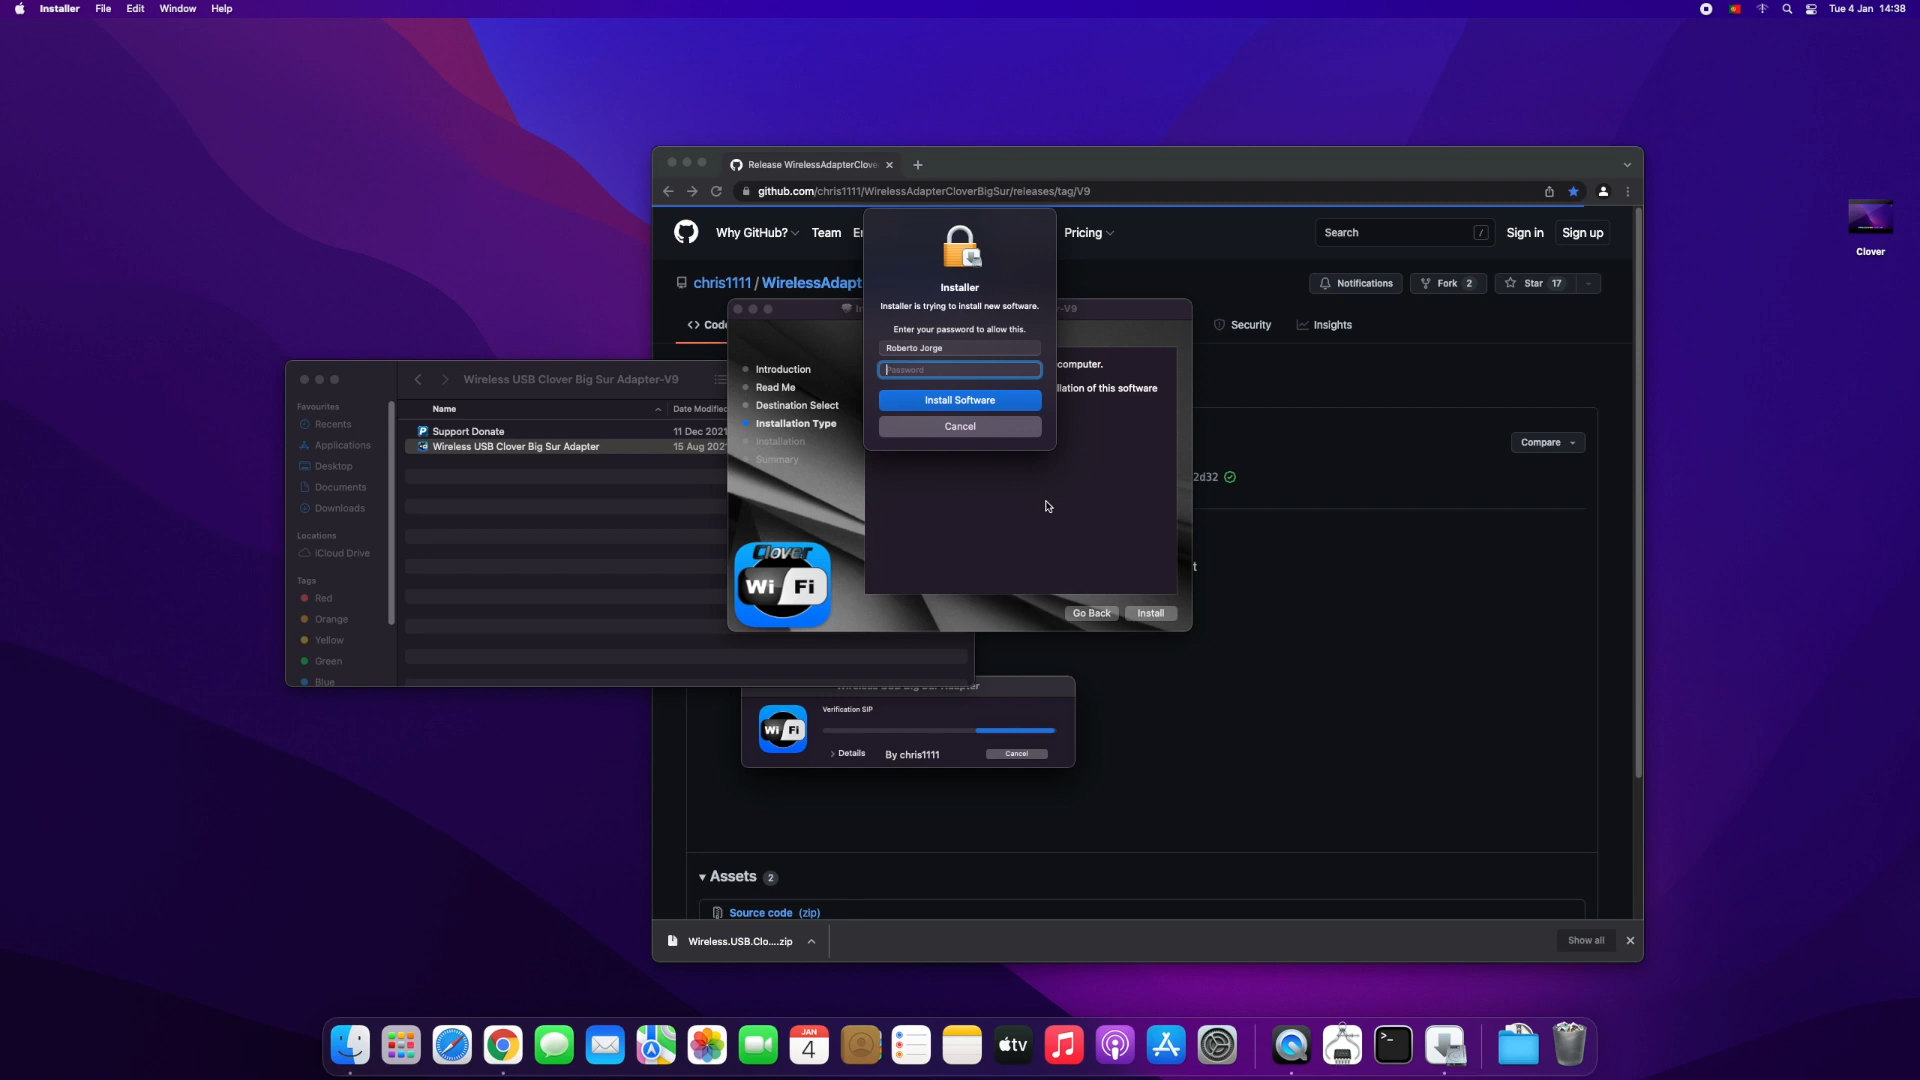 Installer File Edit Window Help
Tue 4 Jan 14:38
Clover
Release WirelessAdapterClove
github.com/chris1111/WirelessAdapterCloverBigSur/releases/tag/V9
Why GitHub? Team
Pricing
Search /
Sign in Sign up
chris1111 / WirelessAdapt
Notifications Fork 2 Star 17
<> Code
Security Insights
Compare
2d32
Assets 2
Source code (zip)
Wireless.USB.Clo....zip
Show all
Installer
Installer is trying to install new software.
Enter your password to allow this.
Roberto Jorge
Password
Install Software
Cancel
-V9
Introduction
Read Me
Destination Select
Installation Type
Installation
Summary
computer.
llation of this software
Clover
Wi Fi
Go Back Install
Wireless USB Clover Big Sur Adapter-V9
Favourites
Recents
Applications
Desktop
Documents
Downloads
Locations
iCloud Drive
Tags
Red
Orange
Yellow
Green
Blue
Name Date Modified
Support Donate 11 Dec 2021
Wireless USB Clover Big Sur Adapter 15 Aug 202
Verification SIP
Wi Fi
Details By chris1111 Cancel
JAN
4
tv